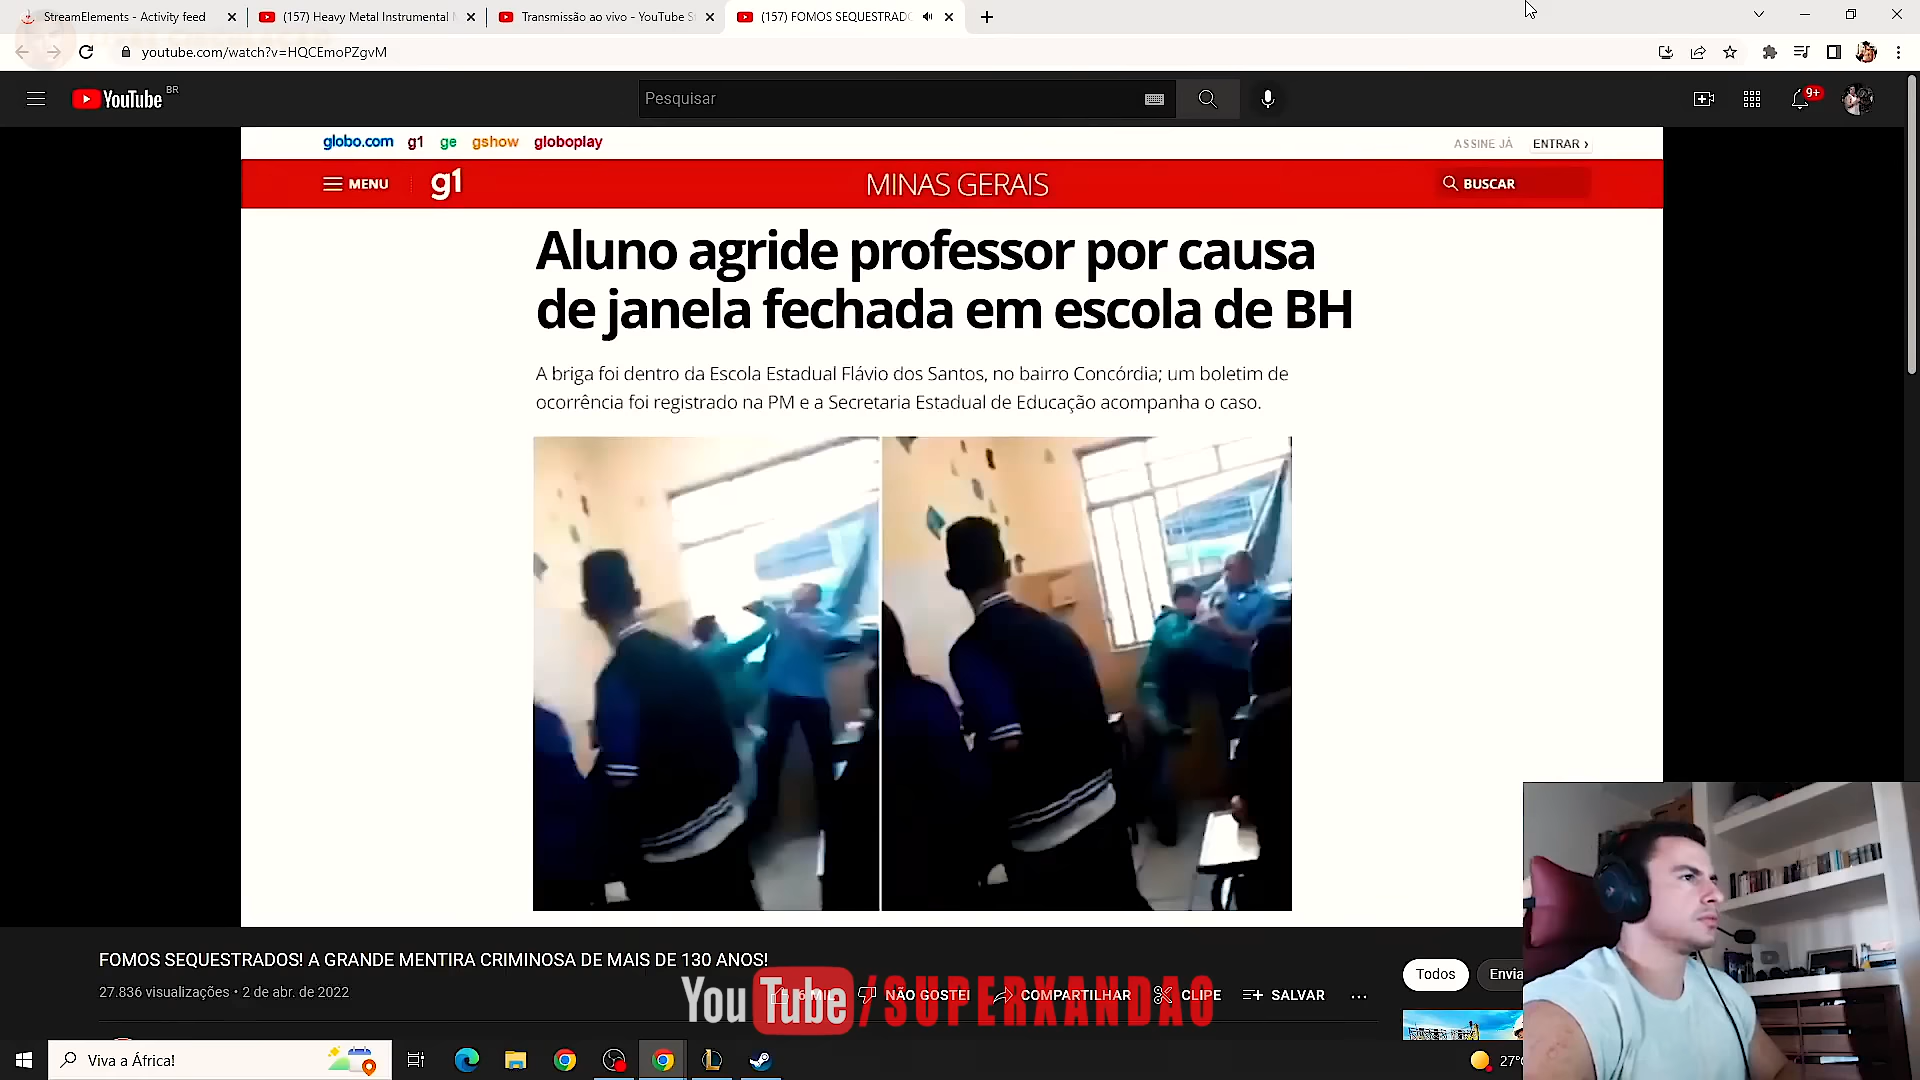 StreamElements - Activity feed
(157) Heavy Metal Instrumental
Transmissão ao vivo - YouTube S
(157) FOMOS SEQUESTRADO
youtube.com/watch?v=HQCEmoPZgvM
YouTube BR
Pesquisar
9+
globo.com g1 ge gshow globoplay
ASSINE JÁ ENTRAR ›
MENU g1 MINAS GERAIS BUSCAR
Aluno agride professor por causa
de janela fechada em escola de BH
A briga foi dentro da Escola Estadual Flávio dos Santos, no bairro Concórdia; um boletim de
ocorrência foi registrado na PM e a Secretaria Estadual de Educação acompanha o caso.
FOMOS SEQUESTRADOS! A GRANDE MENTIRA CRIMINOSA DE MAIS DE 130 ANOS!
27.836 visualizações • 2 de abr. de 2022
NÃO GOSTEI COMPARTILHAR CLIPE SALVAR ...
YouTube/SUPERXANDAO
Todos Envia
Viva a África!
27°